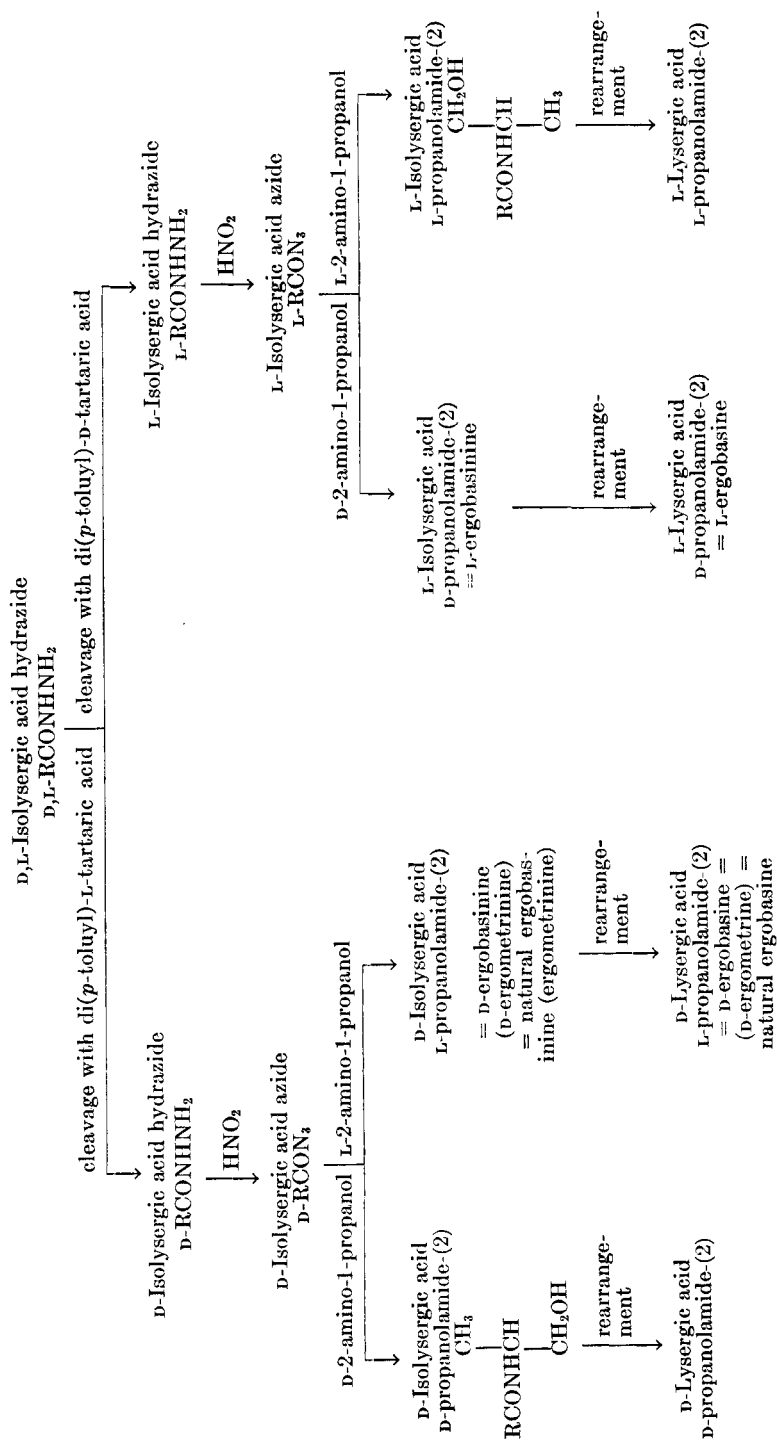 D,L-Isolysergic acid hydrazide
D,L-RCONHNH₂
cleavage with di(p-toluyl)-L-tartaric acid
cleavage with di(p-toluyl)-D-tartaric acid
D-Isolysergic acid hydrazide
D-RCONHNH₂
HNO₂
D-Isolysergic acid azide
D-RCON₃
D-2-amino-1-propanol
L-2-amino-1-propanol
D-Isolysergic acid
D-propanolamide-(2)
CH₃
RCONHCH
CH₂OH
rearrange-
ment
D-Lysergic acid
D-propanolamide-(2)
D-Isolysergic acid
L-propanolamide-(2)
= D-ergobasinine
(D-ergometrinine)
= natural ergobas-
inine (ergometrinine)
rearrange-
ment
D-Lysergic acid
L-propanolamide-(2)
= D-ergobasine =
(D-ergometrine) =
natural ergobasine
L-Isolysergic acid hydrazide
L-RCONHNH₂
HNO₂
L-Isolysergic acid azide
L-RCON₃
D-2-amino-1-propanol
L-2-amino-1-propanol
L-Isolysergic acid
D-propanolamide-(2)
= L-ergobasinine
rearrange-
ment
L-Lysergic acid
D-propanolamide-(2)
= L-ergobasine
L-Isolysergic acid
L-propanolamide-(2)
CH₂OH
RCONHCH
CH₃
rearrange-
ment
L-Lysergic acid
L-propanolamide-(2)